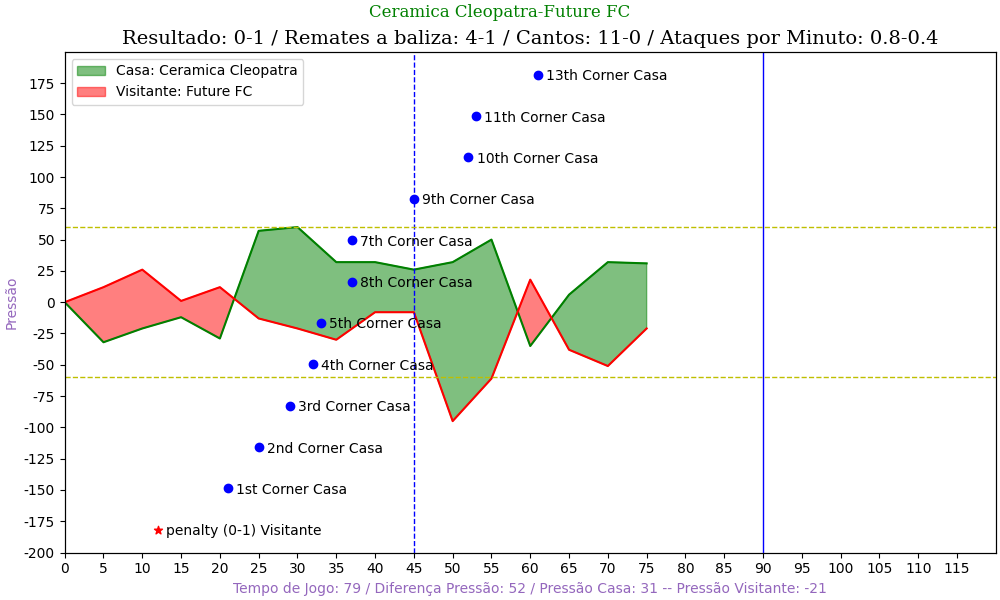 Ceramica Cleopatra-Future FC
Resultado: 0-1 / Remates a baliza: 4-1 / Cantos: 11-0 / Ataques por Minuto: 0.8-0.4
Casa: Ceramica Cleopatra
Visitante: Future FC
13th Corner Casa
11th Corner Casa
10th Corner Casa
9th Corner Casa
7th Corner Casa
8th Corner Casa
5th Corner Casa
4th Corner Casa
3rd Corner Casa
2nd Corner Casa
1st Corner Casa
penalty (0-1) Visitante
Pressão
175
150
125
100
75
50
25
0
-25
-50
-75
-100
-125
-150
-175
-200
0 5 10 15 20 25 30 35 40 45 50 55 60 65 70 75 80 85 90 95 100 105 110 115
Tempo de Jogo: 79 / Diferença Pressão: 52 / Pressão Casa: 31 -- Pressão Visitante: -21